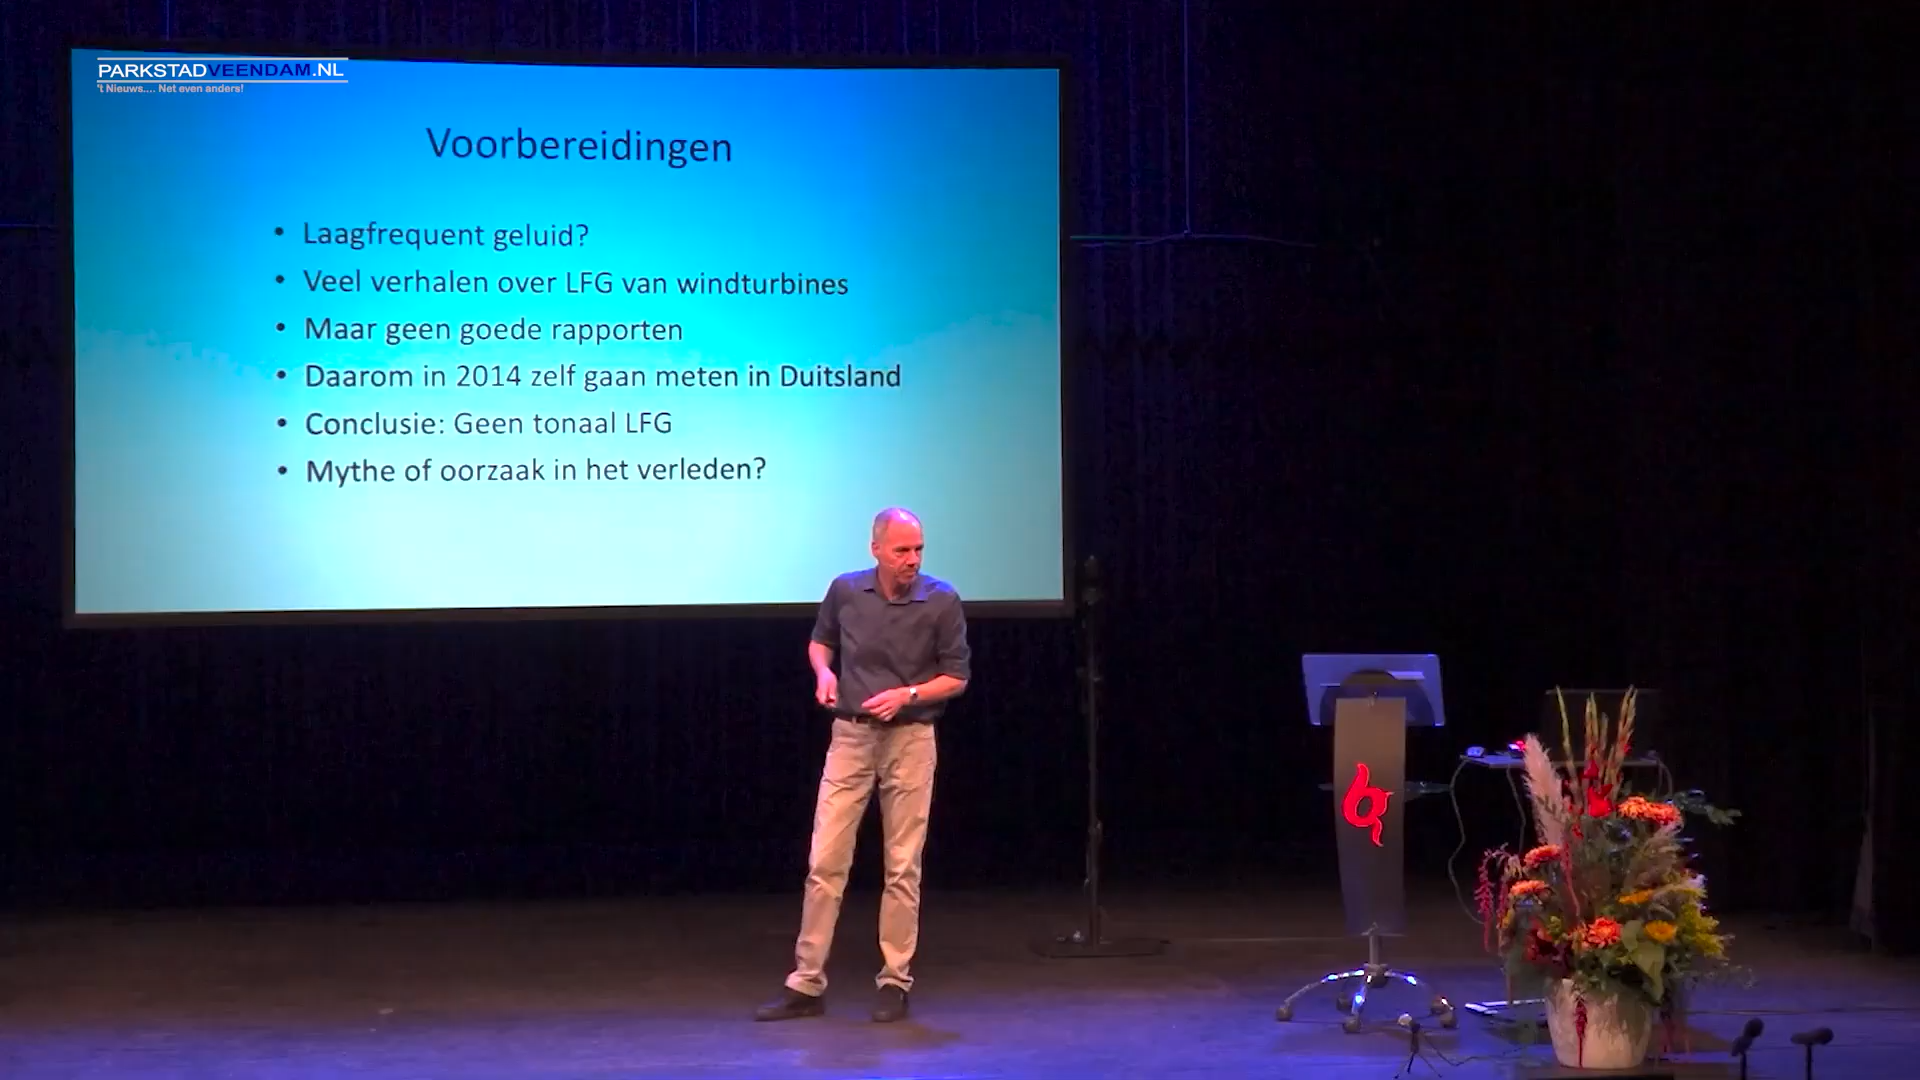 PARKSTADVEENDAM.NL
't Nieuws.... Net even anders!
Voorbereidingen
• Laagfrequent geluid?
• Veel verhalen over LFG van windturbines
• Maar geen goede rapporten
• Daarom in 2014 zelf gaan meten in Duitsland
• Conclusie: Geen tonaal LFG
• Mythe of oorzaak in het verleden?